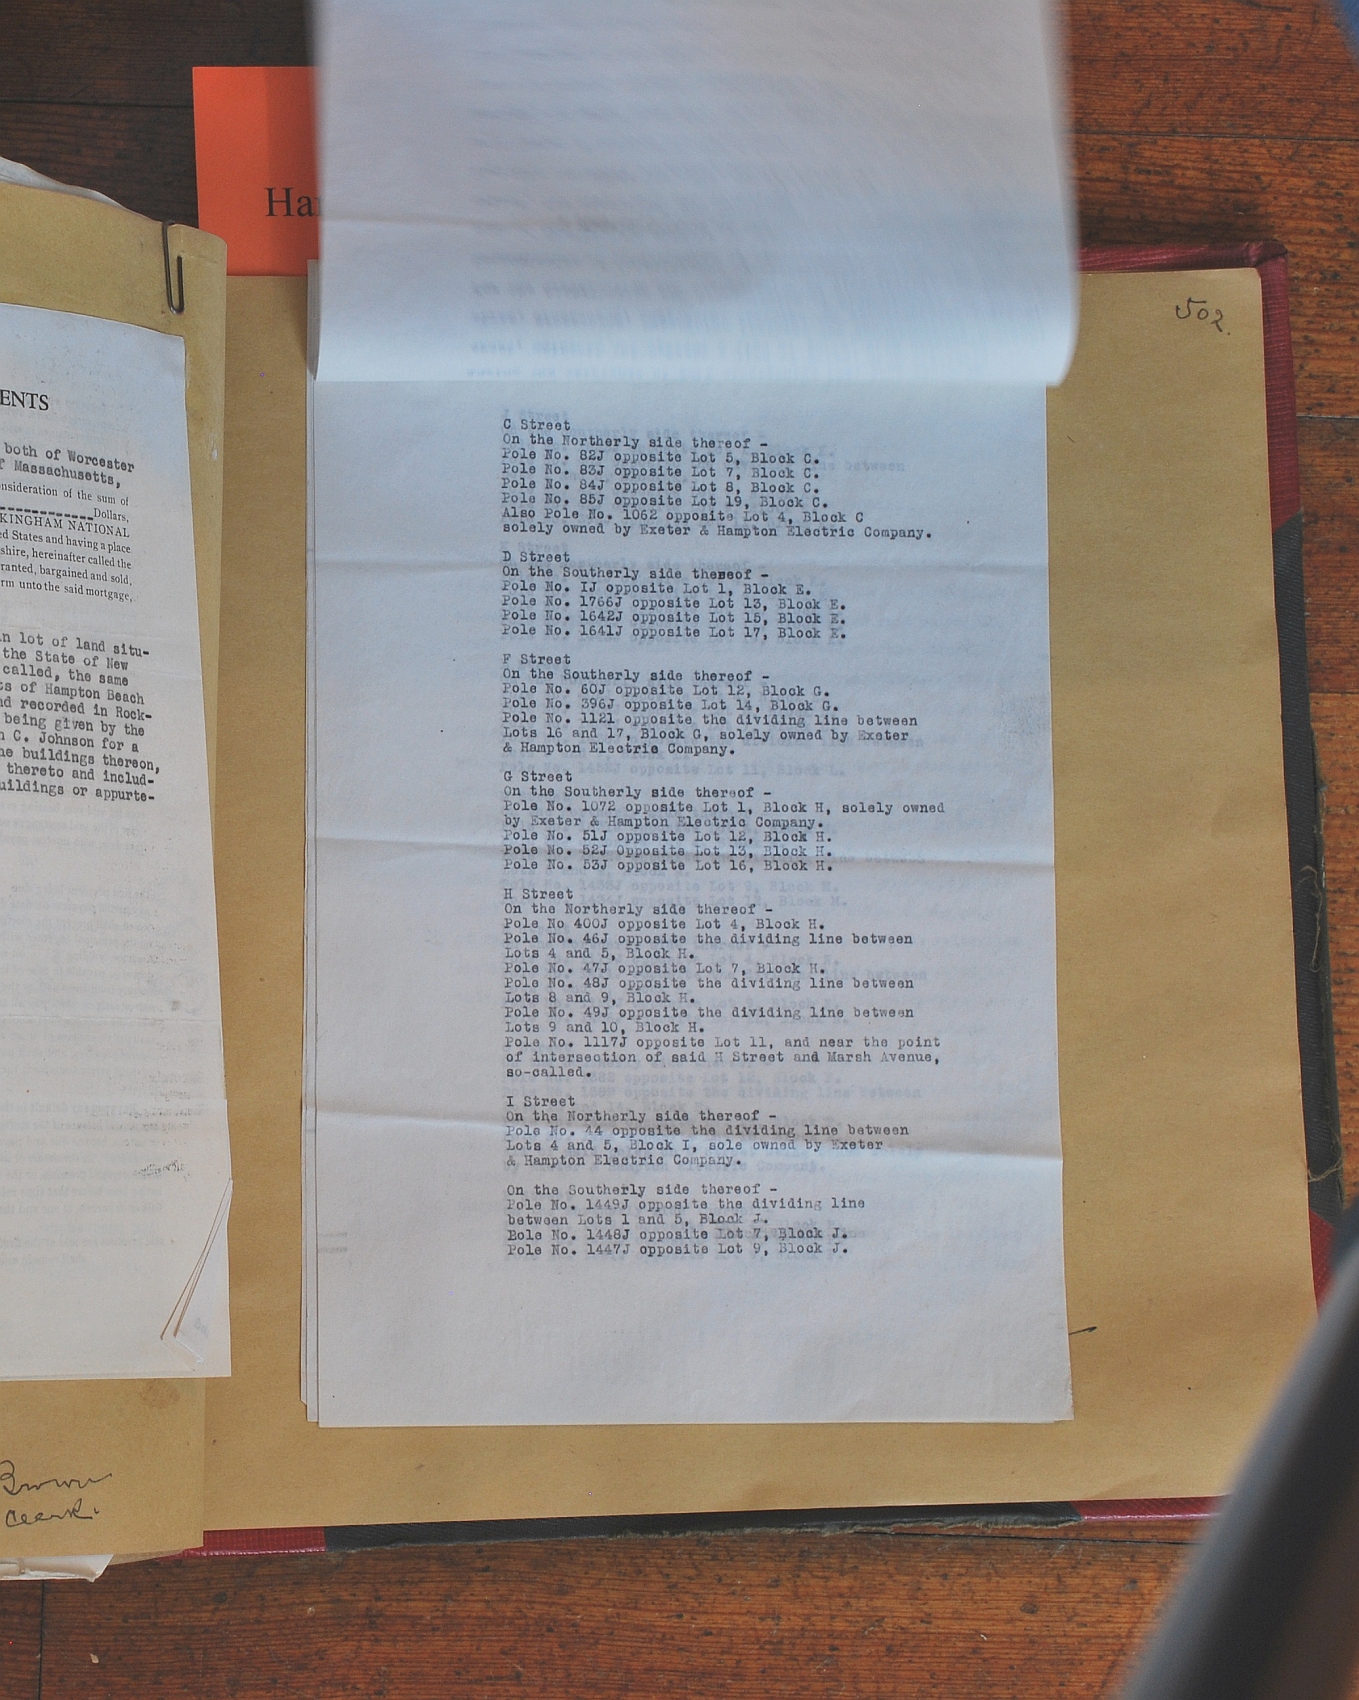 Ha
502.
ENTS
both of Worcester
f Massachusetts,
nsideration of the sum of
Dollars,
KINGHAM NATIONAL
ed States and having a place
shire, hereinafter called the
ranted, bargained and sold,
rm unto the said mortgage,
n lot of land situ-
the State of New
called, the same
ts of Hampton Beach
nd recorded in Rock-
being given by the
n C. Johnson for a
he buildings thereon,
thereto and includ-
uildings or appurte-
Brown
Clerk.
C Street
On the Northerly side thereof -
Pole No. 82J opposite Lot 5, Block C.
Pole No. 83J opposite Lot 7, Block C.
Pole No. 84J opposite Lot 8, Block C.
Pole No. 85J opposite Lot 19, Block C.
Also Pole No. 1062 opposite Lot 4, Block C
solely owned by Exeter & Hampton Electric Company.
D Street
On the Southerly side thereof -
Pole No. IJ opposite Lot 1, Block E.
Pole No. 1766J opposite Lot 13, Block E.
Pole No. 1642J opposite Lot 15, Block E.
Pole No. 1641J opposite Lot 17, Block E.
F Street
On the Southerly side thereof -
Pole No. 60J opposite Lot 12, Block G.
Pole No. 396J opposite Lot 14, Block G.
Pole No. 1121 opposite the dividing line between
Lots 16 and 17, Block G, solely owned by Exeter
& Hampton Electric Company.
G Street
On the Southerly side thereof -
Pole No. 1072 opposite Lot 1, Block H, solely owned
by Exeter & Hampton Electric Company.
Pole No. 51J opposite Lot 12, Block H.
Pole No. 52J Opposite Lot 13, Block H.
Pole No. 53J opposite Lot 16, Block H.
H Street
On the Northerly side thereof -
Pole No 400J opposite Lot 4, Block H.
Pole No. 46J opposite the dividing line between
Lots 4 and 5, Block H.
Pole No. 47J opposite Lot 7, Block H.
Pole No. 48J opposite the dividing line between
Lots 8 and 9, Block H.
Pole No. 49J opposite the dividing line between
Lots 9 and 10, Block H.
Pole No. 1117J opposite Lot 11, and near the point
of intersection of said H Street and Marsh Avenue,
so-called.
I Street
On the Northerly side thereof -
Pole No. 44 opposite the dividing line between
Lots 4 and 5, Block I, sole owned by Exeter
& Hampton Electric Company.
On the Southerly side thereof -
Pole No. 1449J opposite the dividing line
between Lots 1 and 5, Block J.
Bole No. 1448J opposite Lot 7, Block J.
Pole No. 1447J opposite Lot 9, Block J.